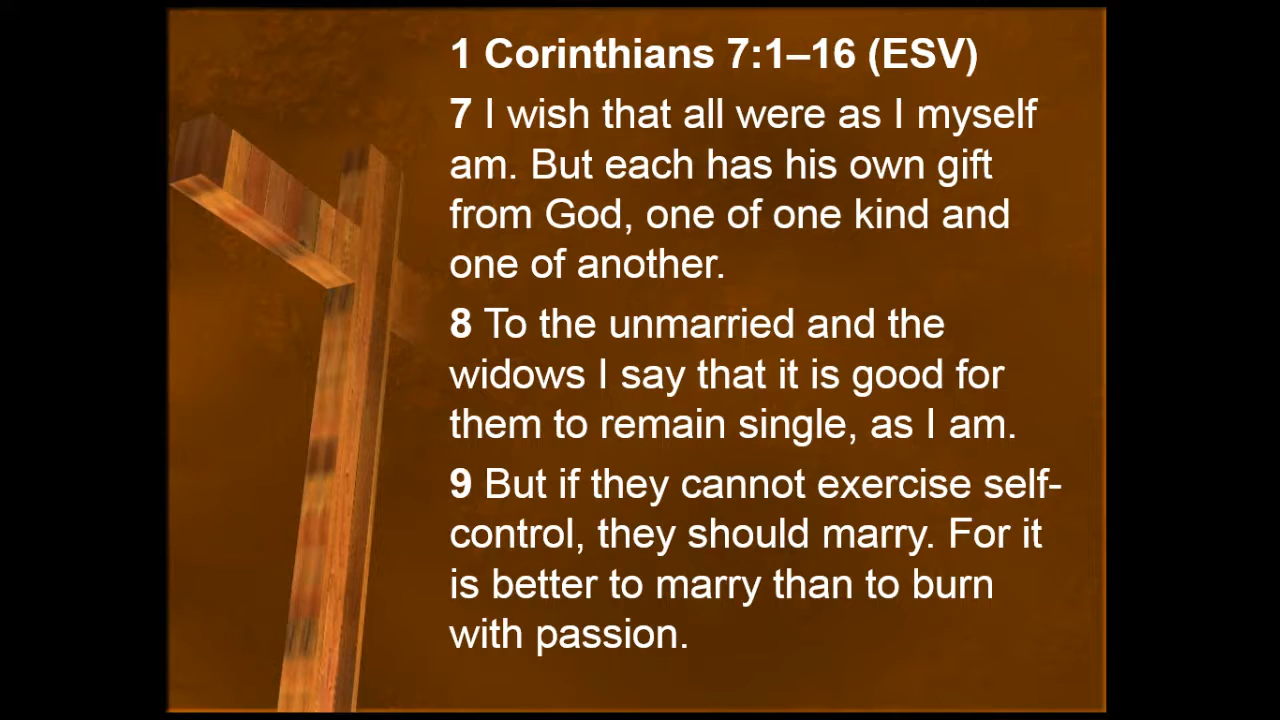 1 Corinthians 7:1–16 (ESV)
7 I wish that all were as I myself
am. But each has his own gift
from God, one of one kind and
one of another.
8 To the unmarried and the
widows I say that it is good for
them to remain single, as I am.
9 But if they cannot exercise self-
control, they should marry. For it
is better to marry than to burn
with passion.